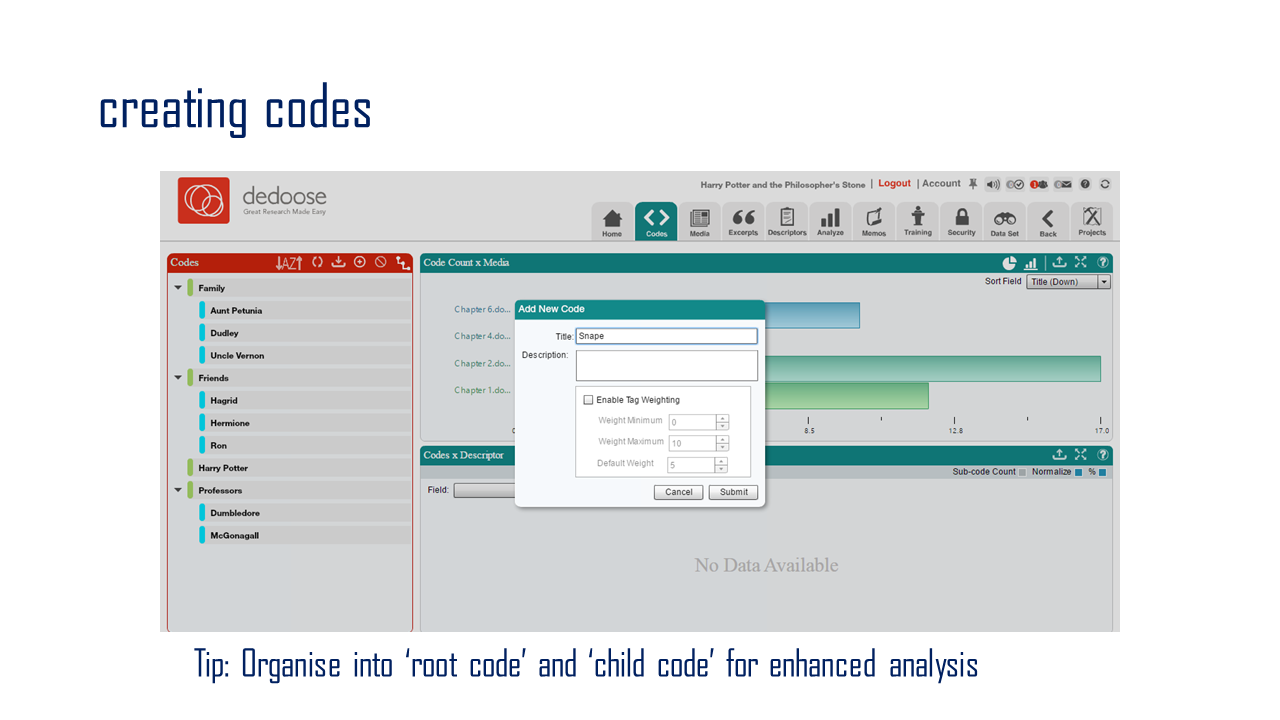 creating codes
dedoose
Great Research Made Easy
Harry Potter and the Philosopher's Stone | Logout | Account
Home Codes Media Excerpts Descriptors Analyze Memos Training Security Data Set Back Projects
Codes
Family
Aunt Petunia
Dudley
Uncle Vernon
Friends
Hagrid
Hermione
Ron
Harry Potter
Professors
Dumbledore
McGonagall
Code Count x Media
Sort Field Title (Down)
Chapter 6.do...
Chapter 4.do...
Chapter 2.do...
Chapter 1.do...
8.5 12.8 17.0
Add New Code
Title: Snape
Description:
Enable Tag Weighting
Weight Minimum 0
Weight Maximum 10
Default Weight 5
Cancel Submit
Codes x Descriptor
Sub-code Count Normalize %
Field:
No Data Available
Tip: Organise into ‘root code’ and ‘child code’ for enhanced analysis